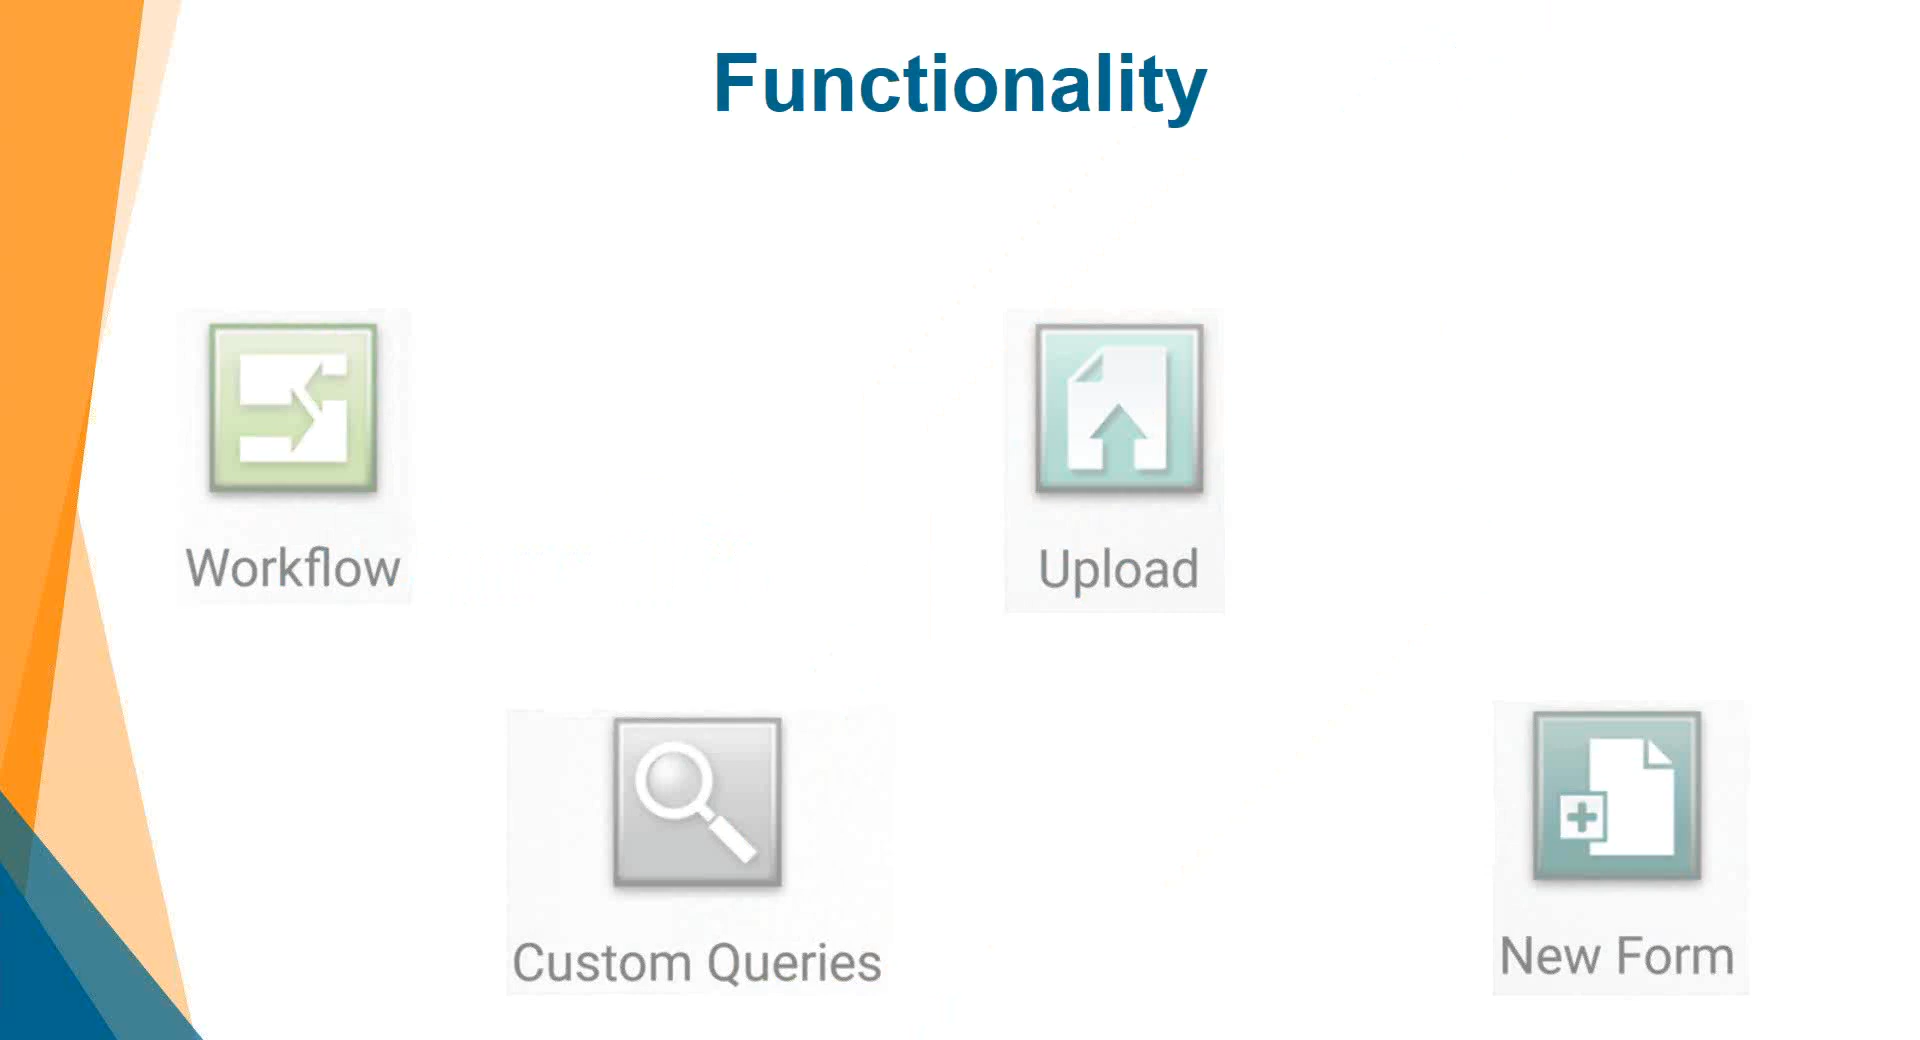 Functionality
Workflow
Upload
Custom Queries
New Form